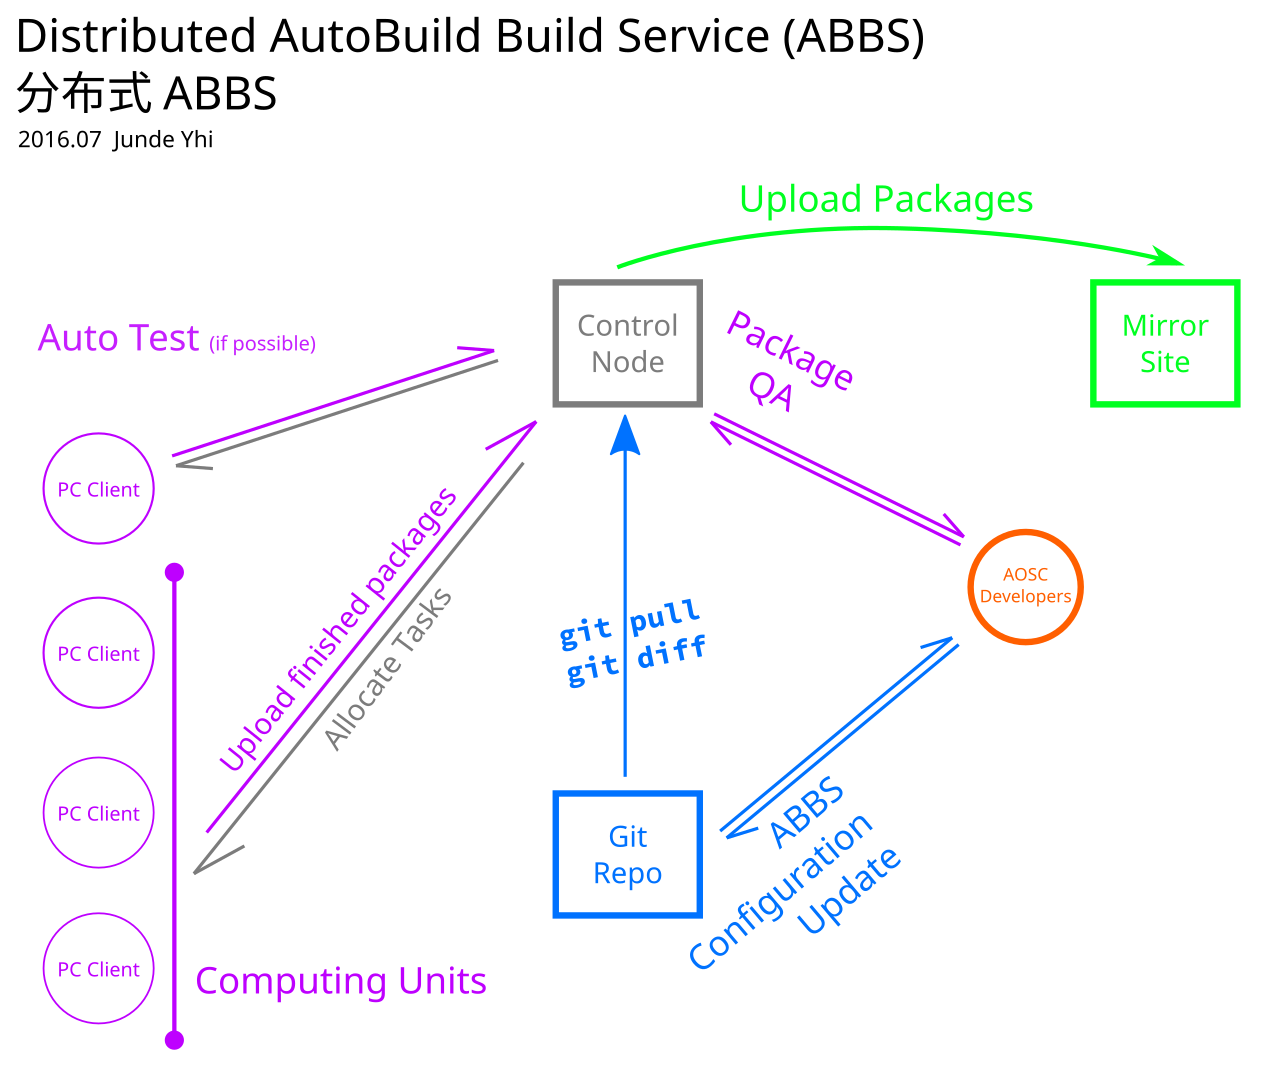 Distributed AutoBuild Build Service (ABBS)
分布式 ABBS
2016.07 Junde Yhi
Upload Packages
Control
Node
Mirror
Site
Auto Test (if possible)
Package
QA
PC Client
Upload finished packages
Allocate Tasks
git pull
git diff
AOSC
Developers
PC Client
PC Client
Git
Repo
ABBS
Configuration
Update
PC Client
Computing Units